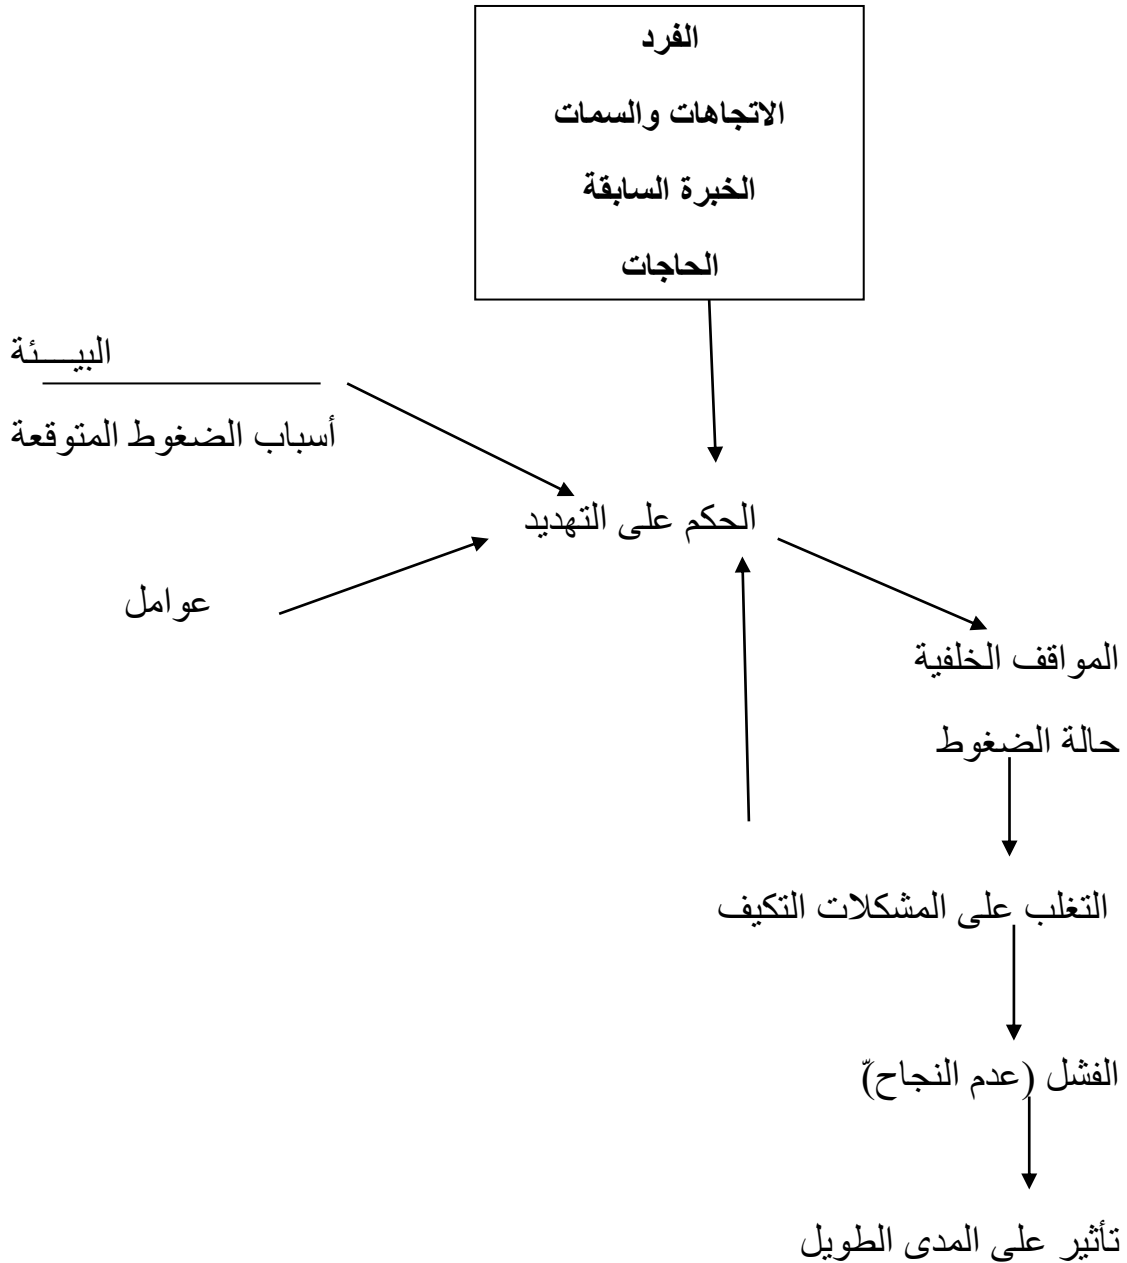 الفرد
الاتجاهات والسمات
الخبرة السابقة
الحاجات
البيـــئة
أسباب الضغوط المتوقعة
الحكم على التهديد
عوامل
المواقف الخلفية
حالة الضغوط
التغلب على المشكلات التكيف
الفشل (عدم النجاح)ّ
تأثير على المدى الطويل